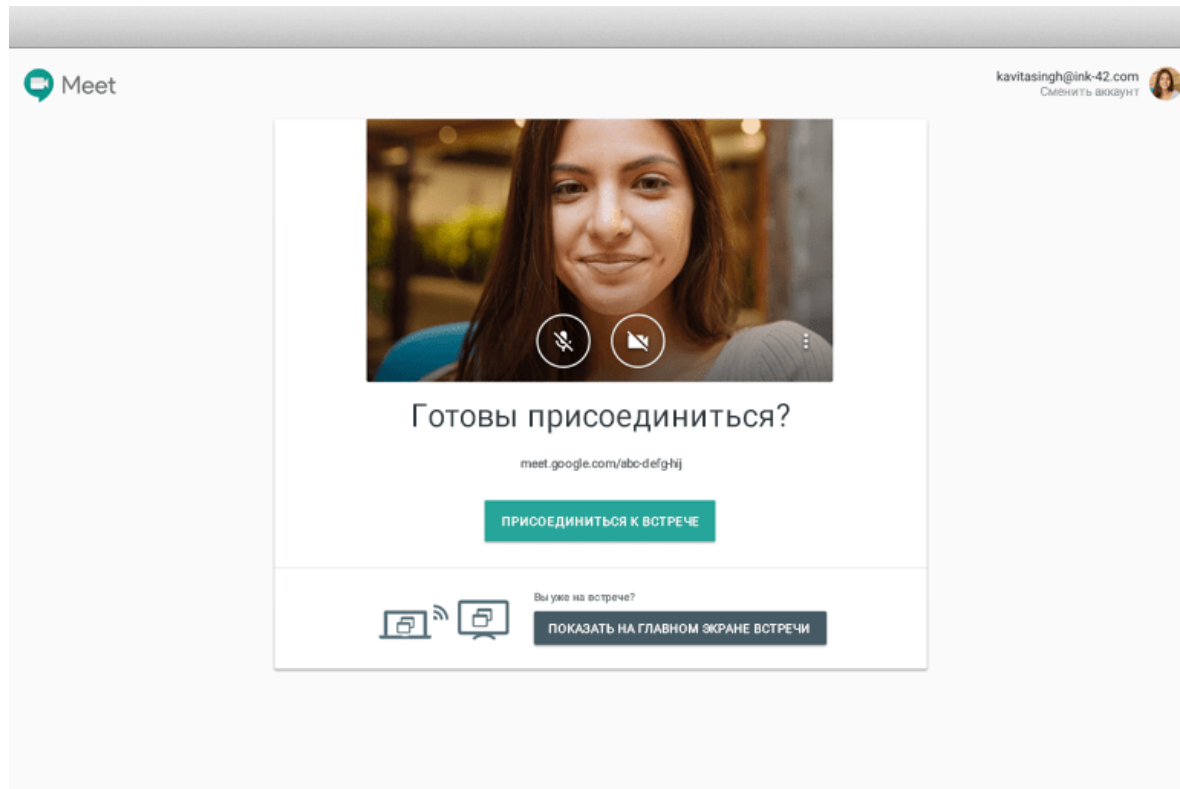 Meet
kavitasingh@ink-42.com
Сменить аккаунт
Готовы присоединиться?
meet.google.com/abc-defg-hij
ПРИСОЕДИНИТЬСЯ К ВСТРЕЧЕ
Вы уже на встрече?
ПОКАЗАТЬ НА ГЛАВНОМ ЭКРАНЕ ВСТРЕЧИ